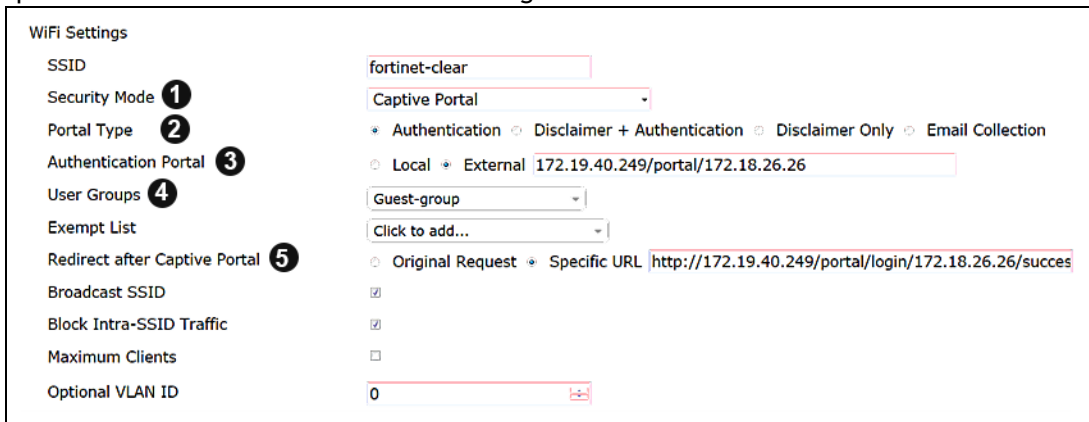 WiFi Settings
SSID fortinet-clear
Security Mode 1 Captive Portal
Portal Type 2 Authentication Disclaimer + Authentication Disclaimer Only Email Collection
Authentication Portal 3 Local External 172.19.40.249/portal/172.18.26.26
User Groups 4 Guest-group
Exempt List Click to add...
Redirect after Captive Portal 5 Original Request Specific URL http://172.19.40.249/portal/login/172.18.26.26/succes
Broadcast SSID
Block Intra-SSID Traffic
Maximum Clients
Optional VLAN ID 0